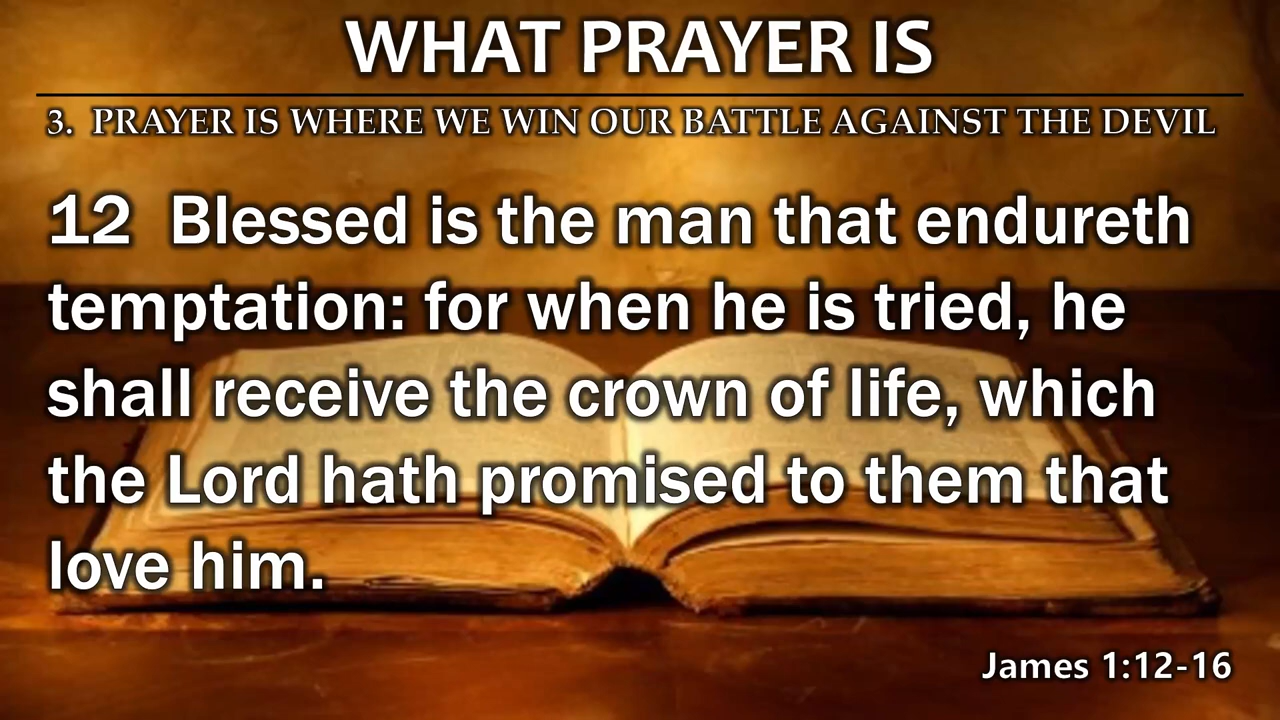 WHAT PRAYER IS
3. PRAYER IS WHERE WE WIN OUR BATTLE AGAINST THE DEVIL
12 Blessed is the man that endureth
temptation: for when he is tried, he
shall receive the crown of life, which
the Lord hath promised to them that
love him.
James 1:12-16